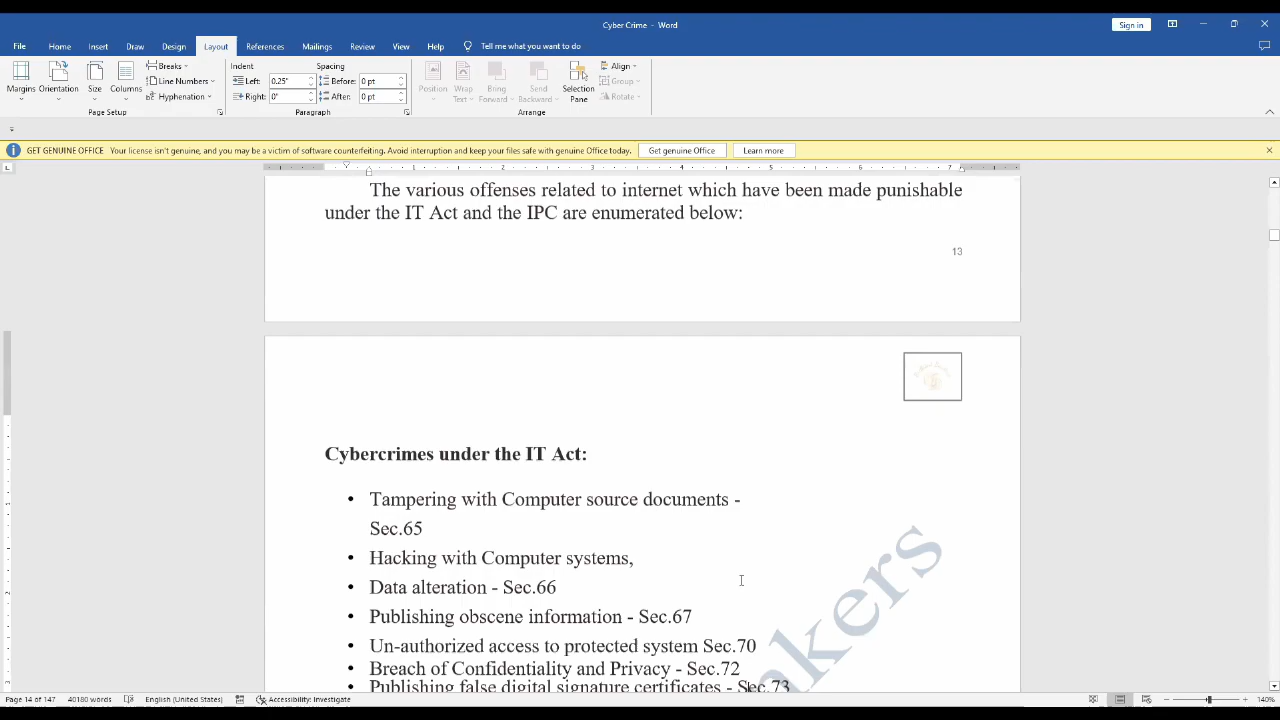 Cyber Crime - Word
Sign in
File Home Insert Draw Design Layout References Mailings Review View Help Tell me what you want to do
Margins Orientation Size Columns
Breaks
Line Numbers
Hyphenation
Page Setup
Indent Spacing
Left: 0.25" Before: 0 pt
Right: 0" After: 0 pt
Paragraph
Position Wrap Text Bring Forward Send Backward Selection Pane
Align
Group
Rotate
Arrange
GET GENUINE OFFICE Your license isn't genuine, and you may be a victim of software counterfeiting. Avoid interruption and keep your files safe with genuine Office today. Get genuine Office Learn more
1 2 3 4 5 6 7
The various offenses related to internet which have been made punishable
under the IT Act and the IPC are enumerated below:
13
Cybercrimes under the IT Act:
• Tampering with Computer source documents -
Sec.65
• Hacking with Computer systems,
• Data alteration - Sec.66
• Publishing obscene information - Sec.67
• Un-authorized access to protected system Sec.70
• Breach of Confidentiality and Privacy - Sec.72
• Publishing false digital signature certificates - Sec.73
akers
Page 14 of 147 40180 words English (United States) Accessibility: Investigate 140%